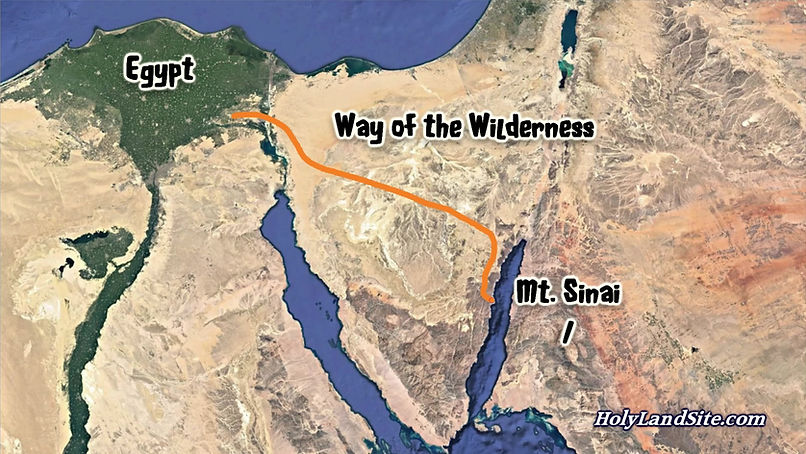 Egypt
Way of the Wilderness
Mt. Sinai
/
HolyLandSite.com